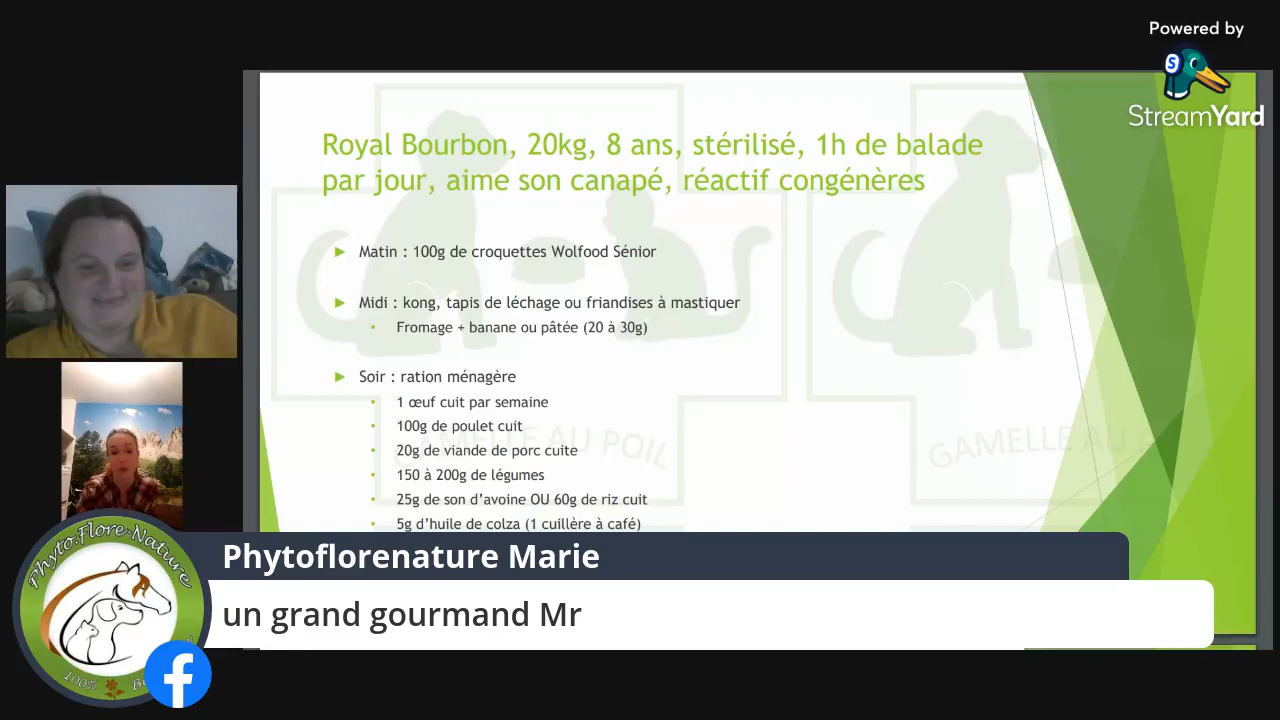 Powered by
StreamYard
Royal Bourbon, 20kg, 8 ans, stérilisé, 1h de balade
par jour, aime son canapé, réactif congénères
► Matin : 100g de croquettes Wolfood Sénior
► Midi : kong, tapis de léchage ou friandises à mastiquer
• Fromage + banane ou pâtée (20 à 30g)
► Soir : ration ménagère
• 1 œuf cuit par semaine
• 100g de poulet cuit
• 20g de viande de porc cuite
• 150 à 200g de légumes
• 25g de son d'avoine OU 60g de riz cuit
• 5g d'huile de colza (1 cuillère à café)
GAMELLE AU POIL
GAMELLE AU
Phyto.Flore.Nature
100%
Phytoflorenature Marie
un grand gourmand Mr